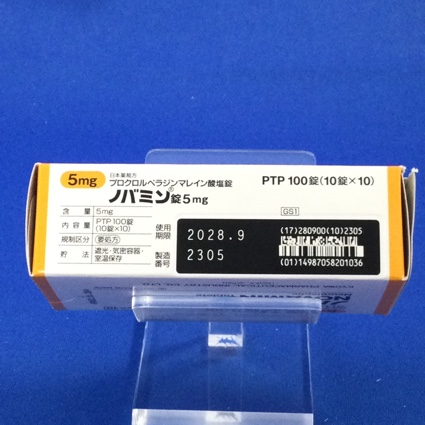 5mg
日本薬局方
プロクロルペラジンマレイン酸塩錠
ノバミン®錠5mg
PTP 100錠(10錠×10)
含量 5mg
内容量 PTP100錠
(10錠×10)
規制区分 要処方
貯法 遮光・気密容器・
室温保存
使用
期限
2028.9
製造
番号
2305
GS1
(17)280900(10)2305
(01)14987058201036